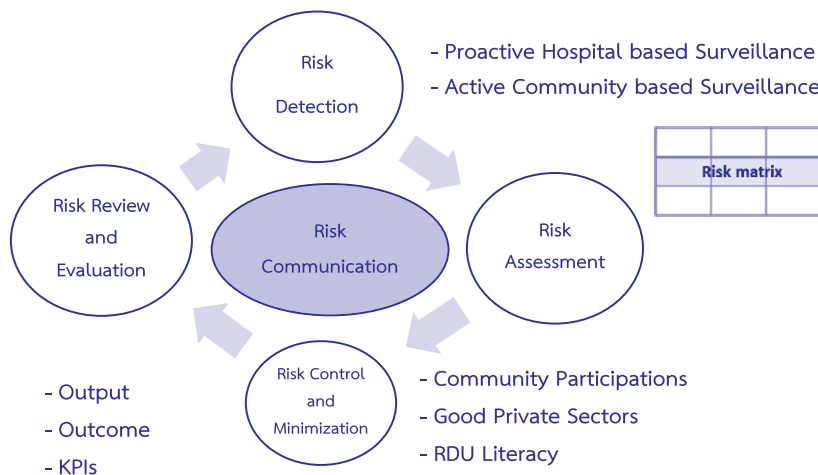 Risk
Detection
- Proactive Hospital based Surveillance
- Active Community based Surveillance
Risk matrix
Risk Review
and
Evaluation
Risk
Communication
Risk
Assessment
Risk Control
and
Minimization
- Output
- Outcome
- KPIs
- Community Participations
- Good Private Sectors
- RDU Literacy